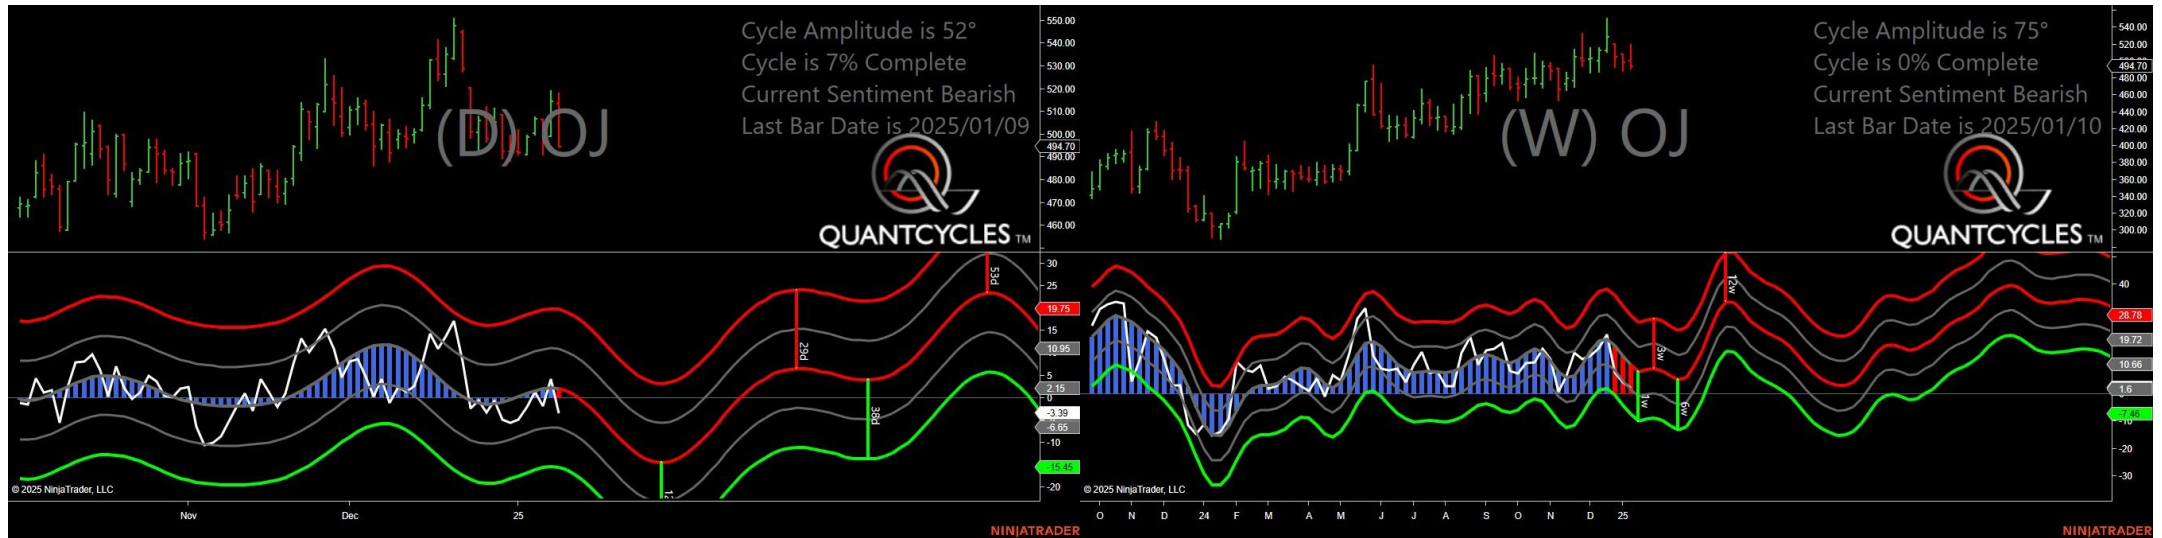 Cycle Amplitude is 52°
Cycle is 7% Complete
Current Sentiment Bearish
Last Bar Date is 2025/01/09
(D) OJ
QUANTCYCLES TM
550.00
540.00
530.00
520.00
510.00
500.00
494.70
490.00
480.00
470.00
460.00
30
25
19.75
15
10.95
5
2.15
0
-3.39
-6.65
-10
-15.45
-20
29d
38d
53d
© 2025 NinjaTrader, LLC
Nov Dec 25
NINJATRADER
Cycle Amplitude is 75°
Cycle is 0% Complete
Current Sentiment Bearish
Last Bar Date is 2025/01/10
(W) OJ
QUANTCYCLES TM
540.00
520.00
494.70
480.00
460.00
440.00
420.00
400.00
380.00
360.00
340.00
320.00
300.00
40
28.78
19.72
10.66
1.6
-7.46
-10
-20
-30
1w
3w
6w
12w
© 2025 NinjaTrader, LLC
O N D 24 F M A M J J A S O N D 25
NINJATRADER